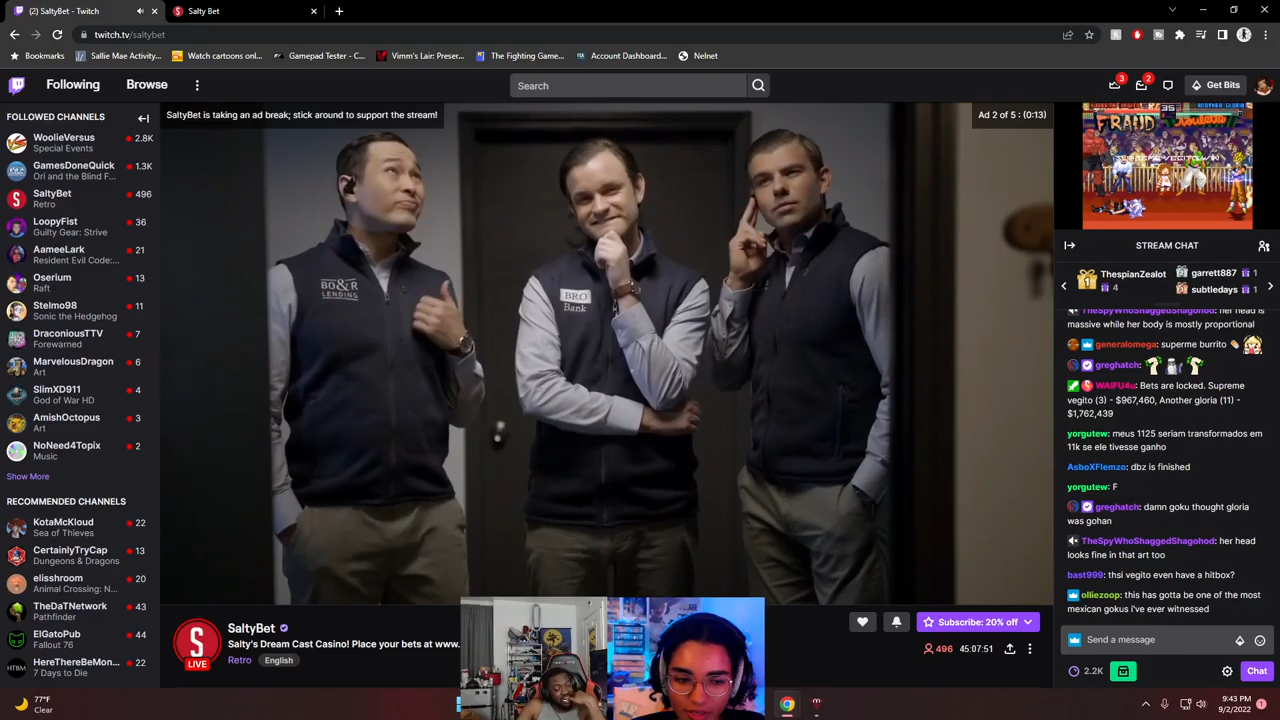 (2) SaltyBet - Twitch
Salty Bet
twitch.tv/saltybet
Bookmarks
Sallie Mae Activity...
Watch cartoons onl...
Gamepad Tester - C...
Vimm's Lair: Preser...
The Fighting Game...
Account Dashboard...
Nelnet
Following
Browse
Search
3
2
Get Bits
FOLLOWED CHANNELS
WoolieVersus
2.8K
Special Events
GamesDoneQuick
1.3K
Ori and the Blind F...
SaltyBet
496
Retro
LoopyFist
36
Guilty Gear: Strive
AameeLark
21
Resident Evil Code:...
Oserium
13
Raft
Stelmo98
11
Sonic the Hedgehog
DraconiousTTV
7
Forewarned
MarvelousDragon
6
Art
SlimXD911
4
God of War HD
AmishOctopus
3
Art
NoNeed4Topix
2
Music
Show More
RECOMMENDED CHANNELS
KotaMcKloud
22
Sea of Thieves
CertainlyTryCap
13
Dungeons & Dragons
elisshroom
20
Animal Crossing: N...
TheDaTNetwork
43
Pathfinder
ElGatoPub
44
Fallout 76
HereThereBeMon...
22
7 Days to Die
SaltyBet is taking an ad break; stick around to support the stream!
Ad 2 of 5 : (0:13)
BO&R
LENDING
BRO
Bank
S
LIVE
SaltyBet
Salty's Dream Cast Casino! Place your bets at www.
Retro
English
Subscribe: 20% off
496
45:07:51
FRAUD
35
STREAM CHAT
1
ThespianZealot
4
garrett887
1
subtledays
1
TheSpyWhoShaggedShagohod: her head is
massive while her body is mostly proportional
generalomega: superme burrito
greghatch:
WAIFU4u: Bets are locked. Supreme
vegito (3) - $967,460, Another gloria (11) -
$1,762,439
yorgutew: meus 1125 seriam transformados em
11k se ele tivesse ganho
AsboXFlemzo: dbz is finished
yorgutew: F
greghatch: damn goku thought gloria
was gohan
TheSpyWhoShaggedShagohod: her head
looks fine in that art too
bast999: thsi vegito even have a hitbox?
olliezoop: this has gotta be one of the most
mexican gokus i've ever witnessed
Send a message
2.2K
Chat
77°F
Clear
9:43 PM
9/2/2022